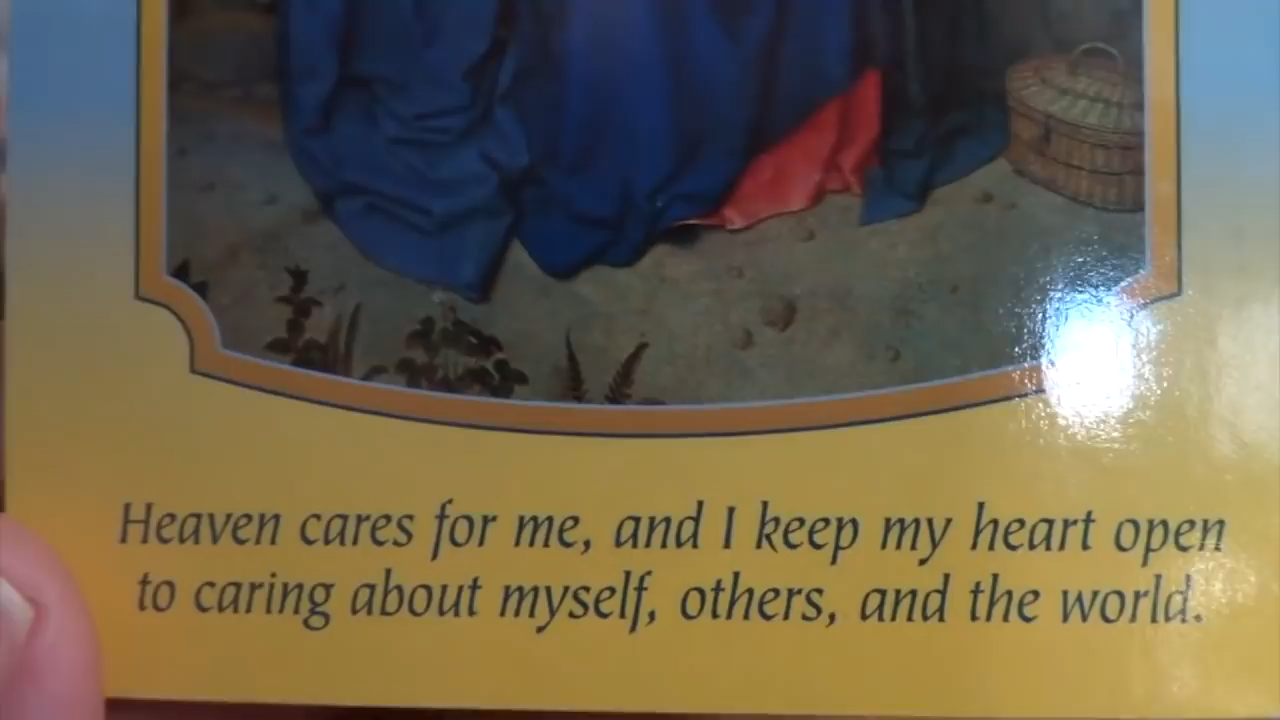 Heaven cares for me, and I keep my heart open
to caring about myself, others, and the world.